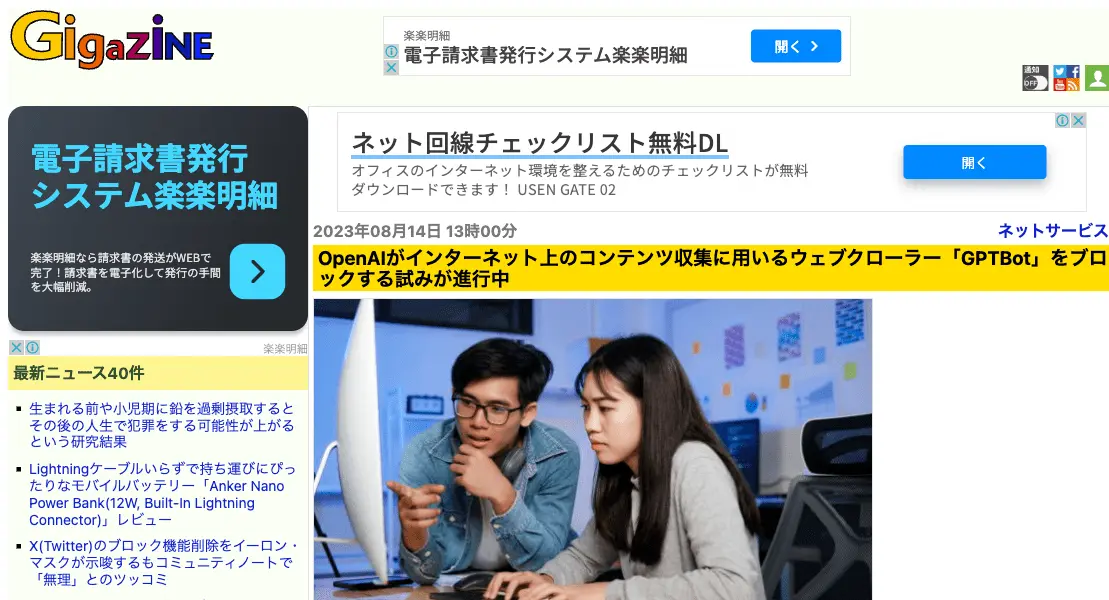 GigaZiNE
楽楽明細
電子請求書発行システム楽楽明細
開く
通知
OFF
電子請求書発行
システム楽楽明細
楽楽明細なら請求書の発送がWEBで
完了！請求書を電子化して発行の手間
を大幅削減。
楽楽明細
ネット回線チェックリスト無料DL
オフィスのインターネット環境を整えるためのチェックリストが無料
ダウンロードできます！ USEN GATE 02
開く
2023年08月14日 13時00分
ネットサービス
OpenAIがインターネット上のコンテンツ収集に用いるウェブクローラー「GPTBot」をブロ
ックする試みが進行中
最新ニュース40件
生まれる前や小児期に鉛を過剰摂取すると
その後の人生で犯罪をする可能性が上がる
という研究結果
Lightningケーブルいらずで持ち運びにぴっ
たりなモバイルバッテリー「Anker Nano
Power Bank(12W, Built-In Lightning
Connector)」レビュー
X(Twitter)のブロック機能削除をイーロン・
マスクが示唆するもコミュニティノートで
「無理」とのツッコミ